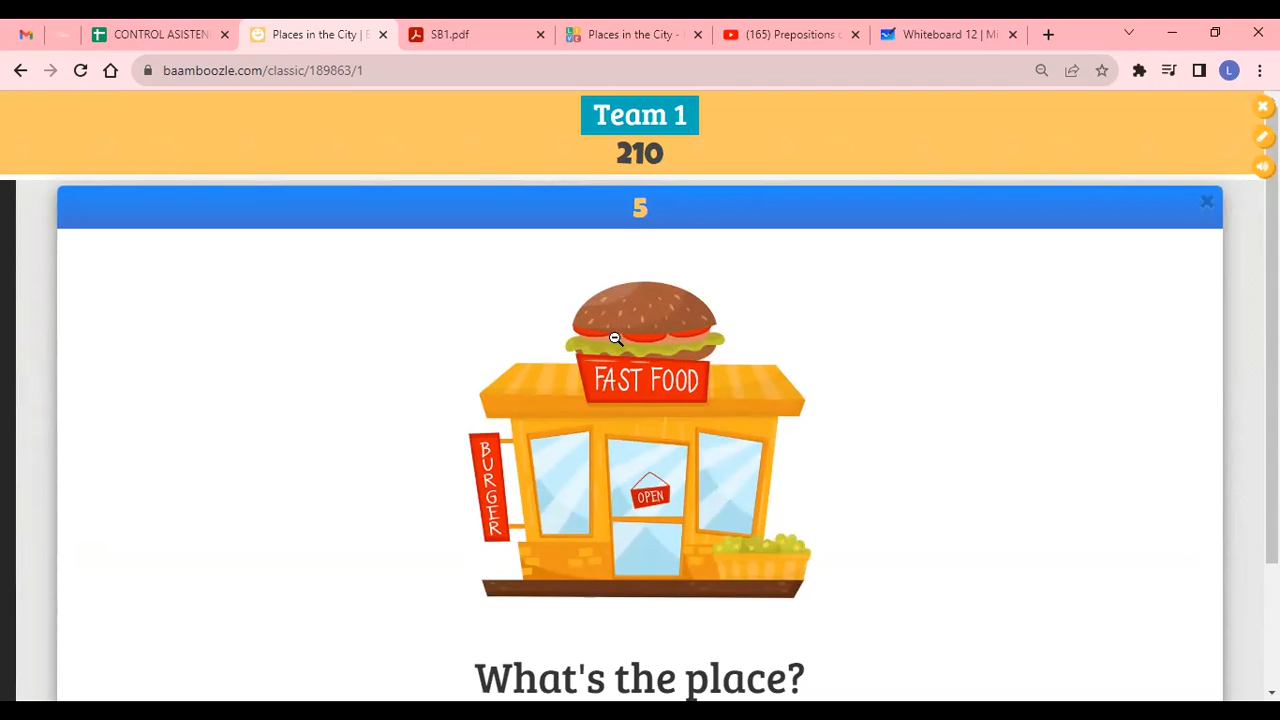 CONTROL ASISTEN
Places in the City | E
SB1.pdf
Places in the City -
(165) Prepositions o
Whiteboard 12 | Mi
baamboozle.com/classic/189863/1
L
Team 1
210
5
FAST FOOD
BURGER
OPEN
What's the place?